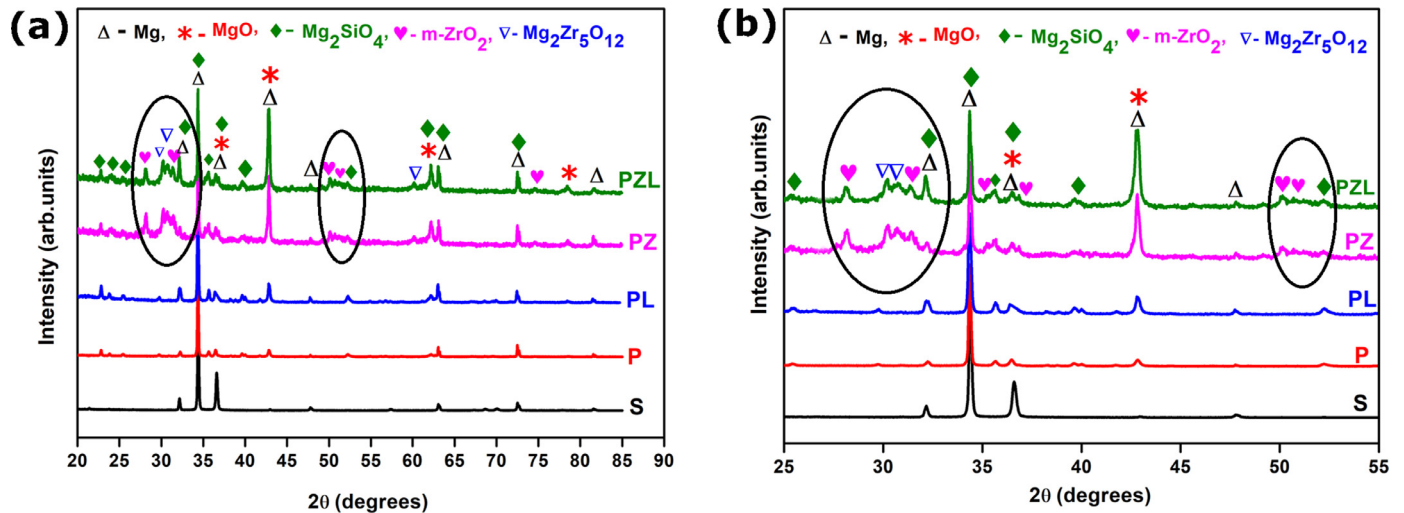 (a)
Δ - Mg, * - MgO, ♦ - Mg2SiO4, ♥ - m-ZrO2, ∇- Mg2Zr5O12
Intensity (arb.units)
PZL
PZ
PL
P
S
20 25 30 35 40 45 50 55 60 65 70 75 80 85 90
2θ (degrees)
(b)
Δ - Mg, * - MgO, ♦ - Mg2SiO4, ♥ - m-ZrO2, ∇- Mg2Zr5O12
Intensity (arb.units)
PZL
PZ
PL
P
S
25 30 35 40 45 50 55
2θ (degrees)